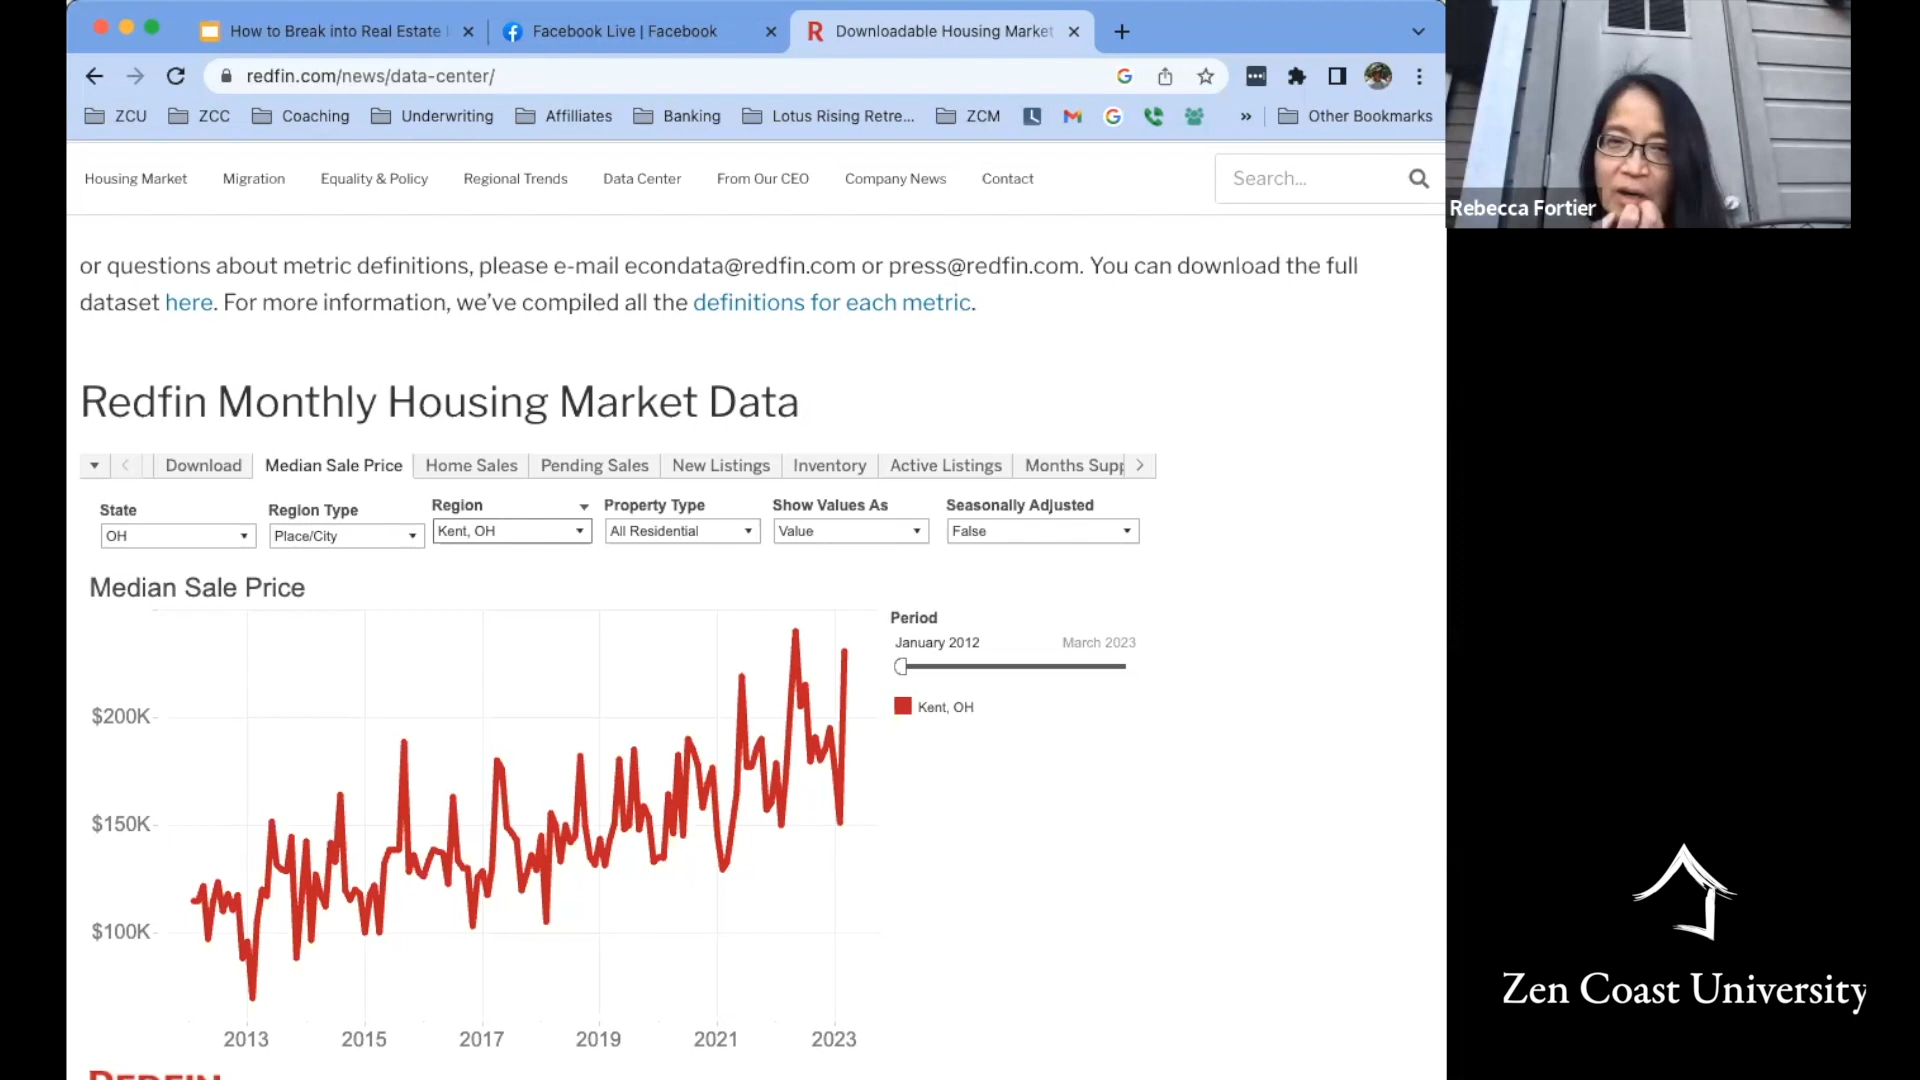 How to Break into Real Estate
Facebook Live | Facebook
Downloadable Housing Market
redfin.com/news/data-center/
ZCU
ZCC
Coaching
Underwriting
Affilliates
Banking
Lotus Rising Retre...
ZCM
»
Other Bookmarks
Housing Market
Migration
Equality & Policy
Regional Trends
Data Center
From Our CEO
Company News
Contact
Search...
Rebecca Fortier
or questions about metric definitions, please e-mail econdata@redfin.com or press@redfin.com. You can download the full
dataset here. For more information, we've compiled all the definitions for each metric.
Redfin Monthly Housing Market Data
Download
Median Sale Price
Home Sales
Pending Sales
New Listings
Inventory
Active Listings
Months Supp
State
Region Type
Region
Property Type
Show Values As
Seasonally Adjusted
OH
Place/City
Kent, OH
All Residential
Value
False
Median Sale Price
Period
January 2012
March 2023
Kent, OH
$200K
$150K
$100K
2013
2015
2017
2019
2021
2023
REDFIN
Zen Coast University